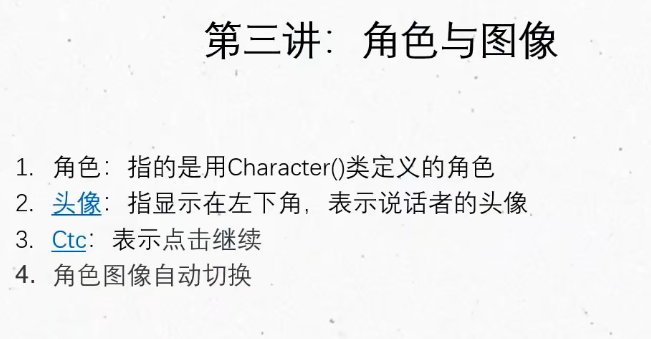 第三讲：角色与图像
1. 角色：指的是用Character()类定义的角色
2. 头像：指显示在左下角，表示说话者的头像
3. Ctc：表示点击继续
4. 角色图像自动切换